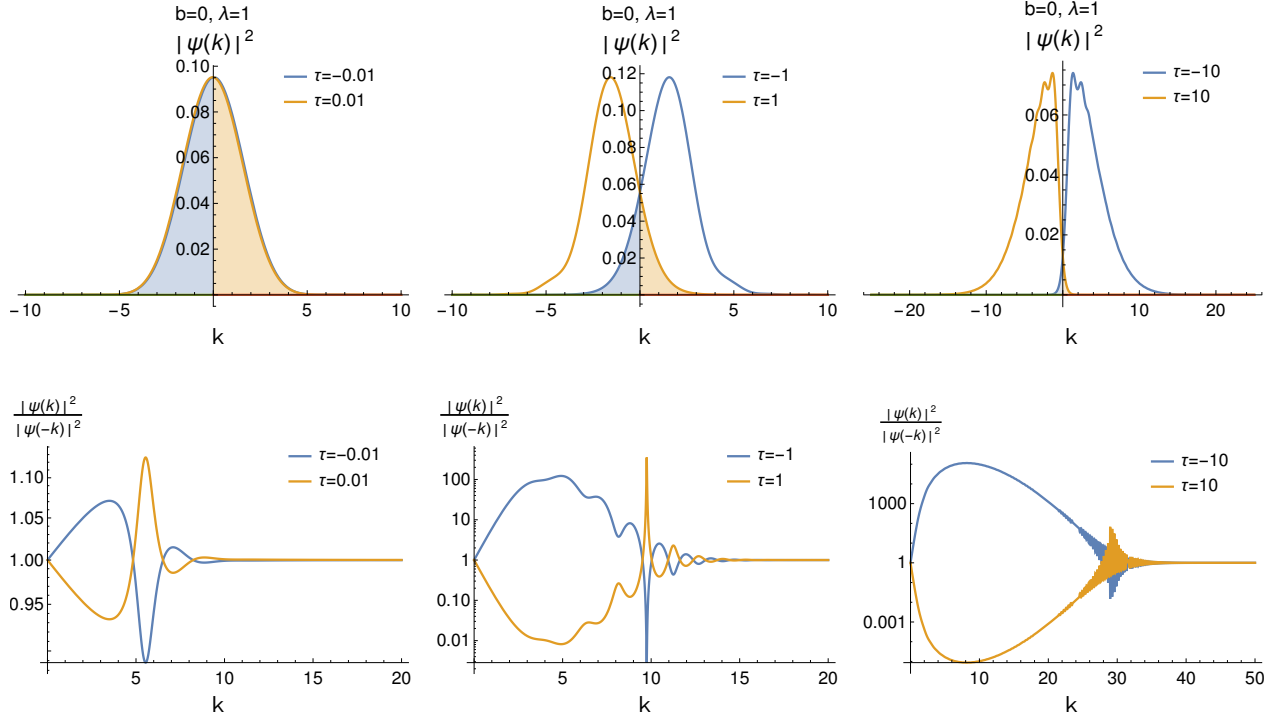 b=0, λ=1
|ψ(k)|²
τ=−0.01
τ=0.01
0.10
0.08
0.06
0.04
0.02
−10 −5 0 5 10
k
b=0, λ=1
|ψ(k)|²
τ=−1
τ=1
0.12
0.10
0.08
0.06
0.04
0.02
−10 −5 0 5 10
k
b=0, λ=1
|ψ(k)|²
τ=−10
τ=10
0.06
0.04
0.02
−20 −10 0 10 20
k
|ψ(k)|²
|ψ(-k)|²
τ=−0.01
τ=0.01
1.10
1.05
1.00
0.95
5 10 15 20
k
|ψ(k)|²
|ψ(-k)|²
τ=−1
τ=1
100
10
1
0.10
0.01
5 10 15 20
k
|ψ(k)|²
|ψ(-k)|²
τ=−10
τ=10
1000
1
0.001
0 10 20 30 40 50
k